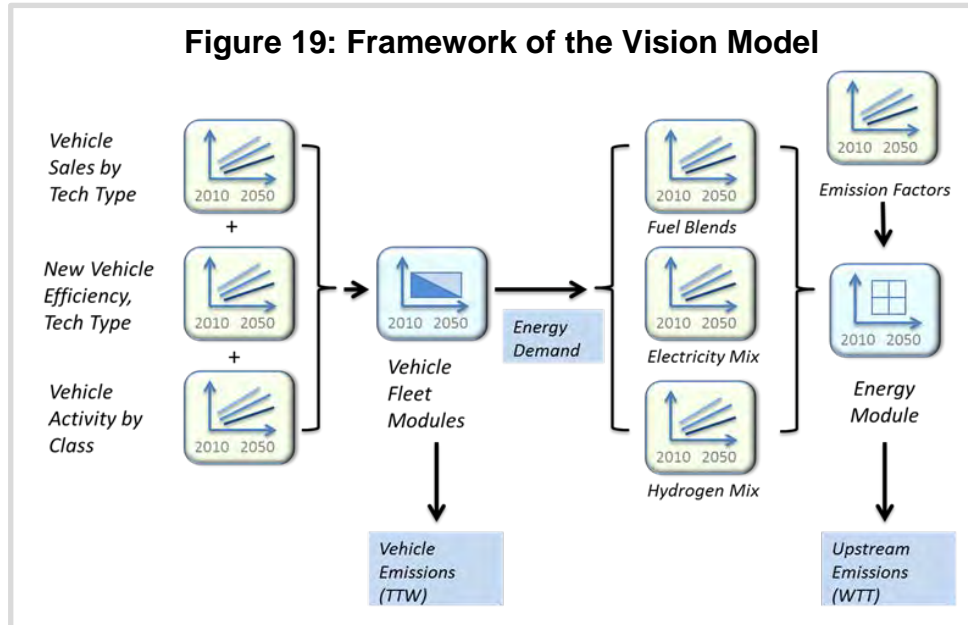 Figure 19: Framework of the Vision Model
Vehicle
Sales by
Tech Type
2010 2050
+
New Vehicle
Efficiency,
Tech Type
2010 2050
+
Vehicle
Activity by
Class
2010 2050
2010 2050
Vehicle
Fleet
Modules
Energy
Demand
Vehicle
Emissions
(TTW)
2010 2050
Fuel Blends
2010 2050
Electricity Mix
2010 2050
Hydrogen Mix
2010 2050
Emission Factors
2010 2050
Energy
Module
Upstream
Emissions
(WTT)